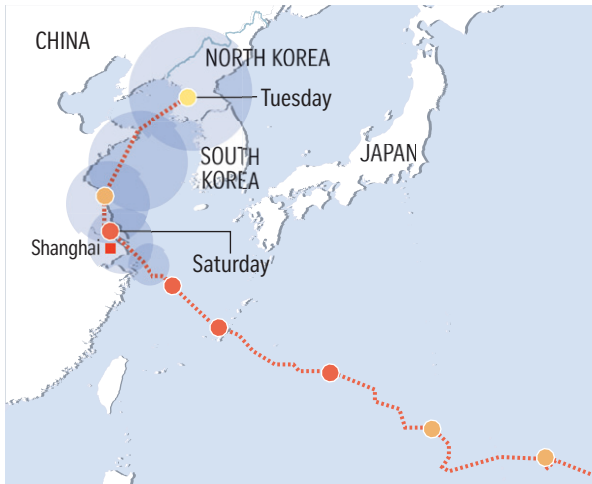 CHINA
NORTH KOREA
Tuesday
SOUTH
KOREA
JAPAN
Shanghai
Saturday